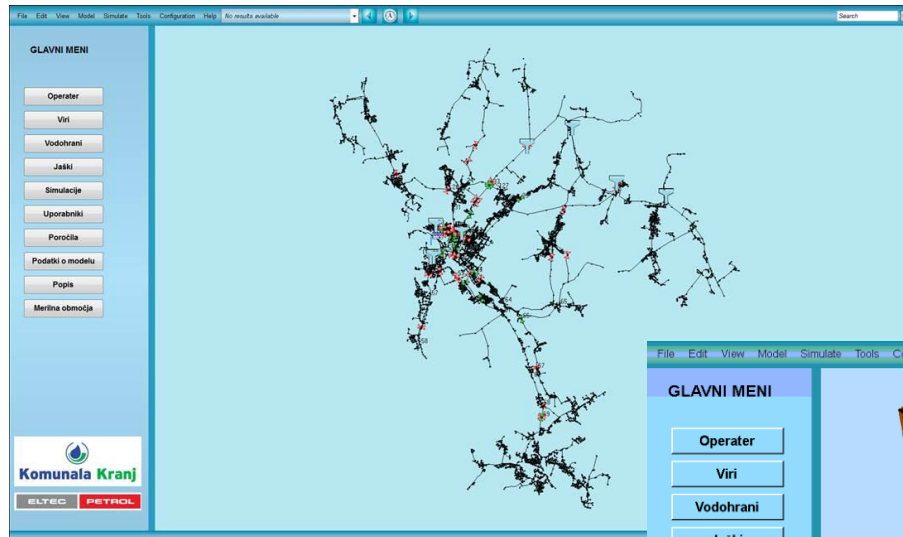 File Edit View Model Simulate Tools Configuration Help No results available Search
GLAVNI MENI
Operater
Viri
Vodohrani
Jaški
Simulacije
Uporabniki
Poročila
Podatki o modelu
Popis
Merilna območja
Komunala Kranj
ELTEC PETROL
File Edit View Model Simulate Tools
GLAVNI MENI
Operater
Viri
Vodohrani